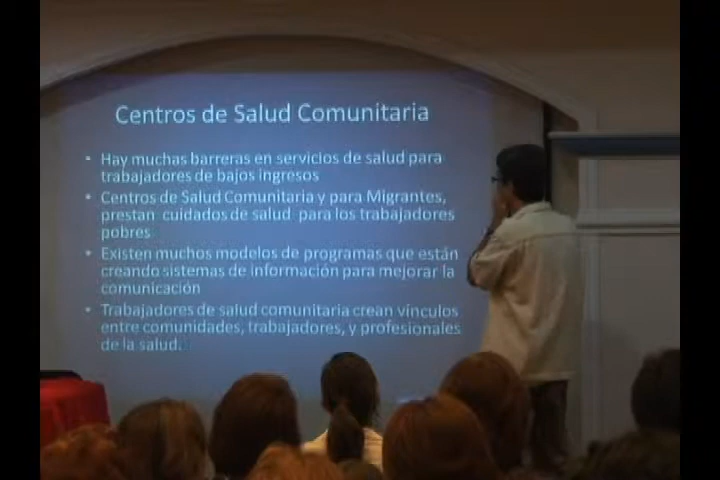 Centros de Salud Comunitaria
• Hay muchas barreras en servicios de salud para
trabajadores de bajos ingresos
• Centros de Salud Comunitaria y para Migrantes,
prestan cuidados de salud para los trabajadores
pobres.
• Existen muchos modelos de programas que están
creando sistemas de información para mejorar la
comunicación
• Trabajadores de salud comunitaria crean vínculos
entre comunidades, trabajadores, y profesionales
de la salud.